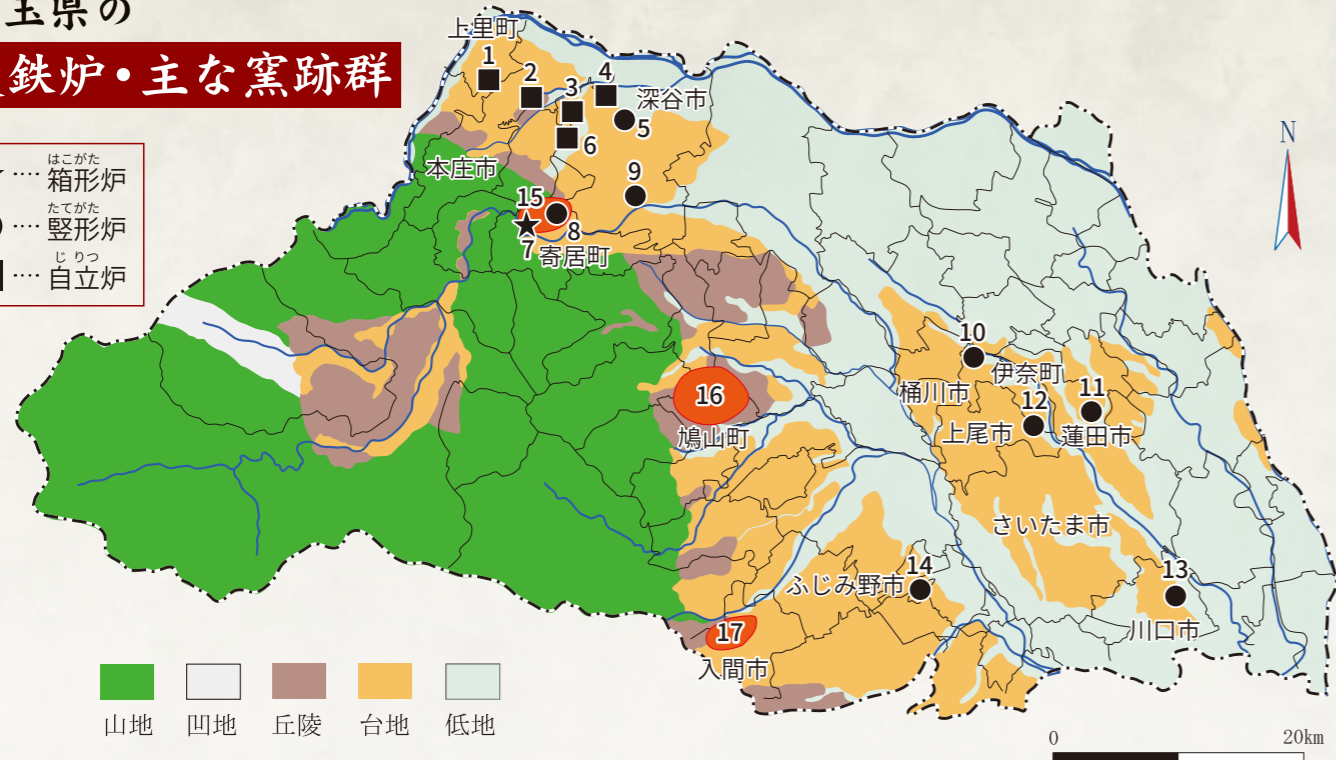 玉県の
鉄炉・主な窯跡群
はこがた
…箱形炉
たてがた
…竪形炉
じりつ
…自立炉
上里町
1
2
3
4
深谷市
5
6
本庄市
9
15
8
7
寄居町
N
10
伊奈町
桶川市
11
12
上尾市
蓮田市
16
鳩山町
さいたま市
14
ふじみ野市
13
川口市
17
入間市
山地
凹地
丘陵
台地
低地
0
20km